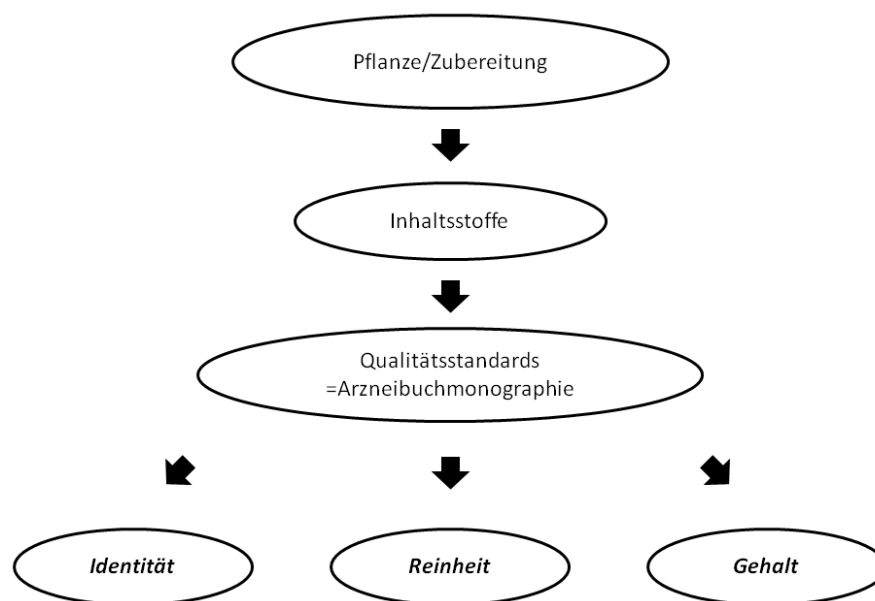 Pflanze/Zubereitung
Inhaltsstoffe
Qualitätsstandards
=Arzneibuchmonographie
Identität
Reinheit
Gehalt